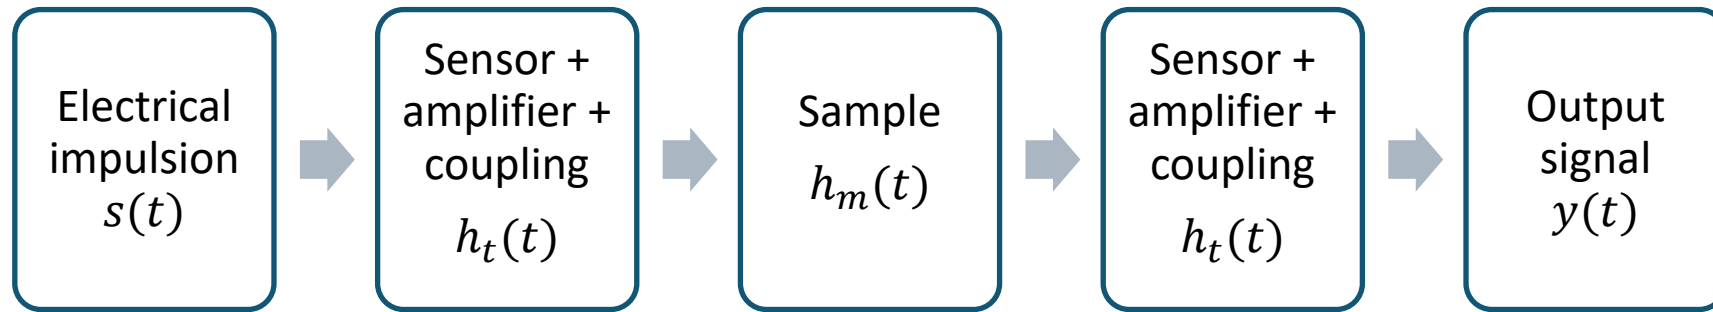 Electrical
impulsion
s(t)
Sensor +
amplifier +
coupling
h_t(t)
Sample
h_m(t)
Sensor +
amplifier +
coupling
h_t(t)
Output
signal
y(t)